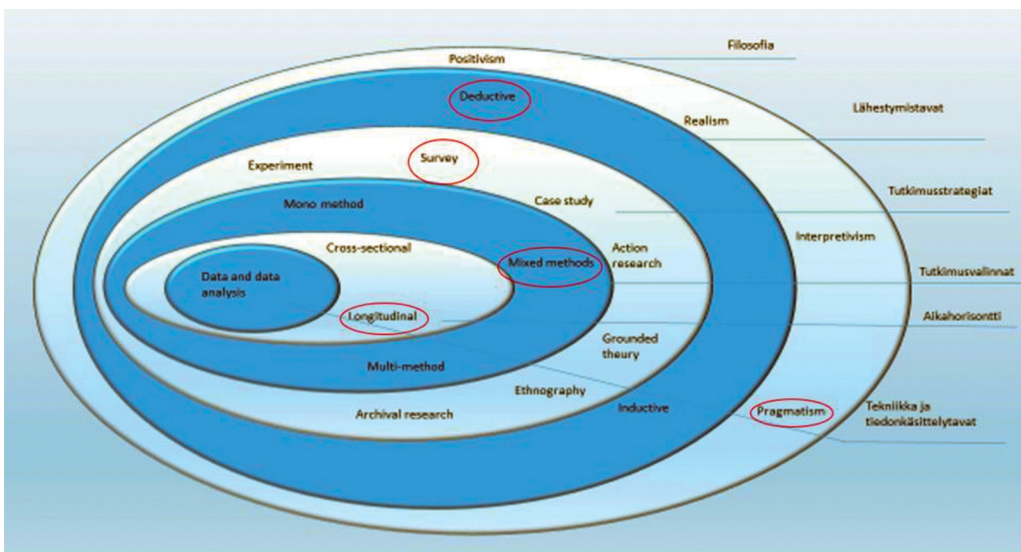 Filosofia
Positivism
Deductive
Lähestymistavat
Realism
Survey
Experiment
Tutkimusstrategiat
Case study
Mono method
Interpretivism
Cross-sectional
Action
research
Mixed methods
Tutkimusvalinnat
Data and data
analysis
Longitudinal
Aikahorisontti
Grounded
theury
Multi-method
Ethnography
Archival research
Inductive
Pragmatism
Tekniikka ja
tiedonkäsittelytavat